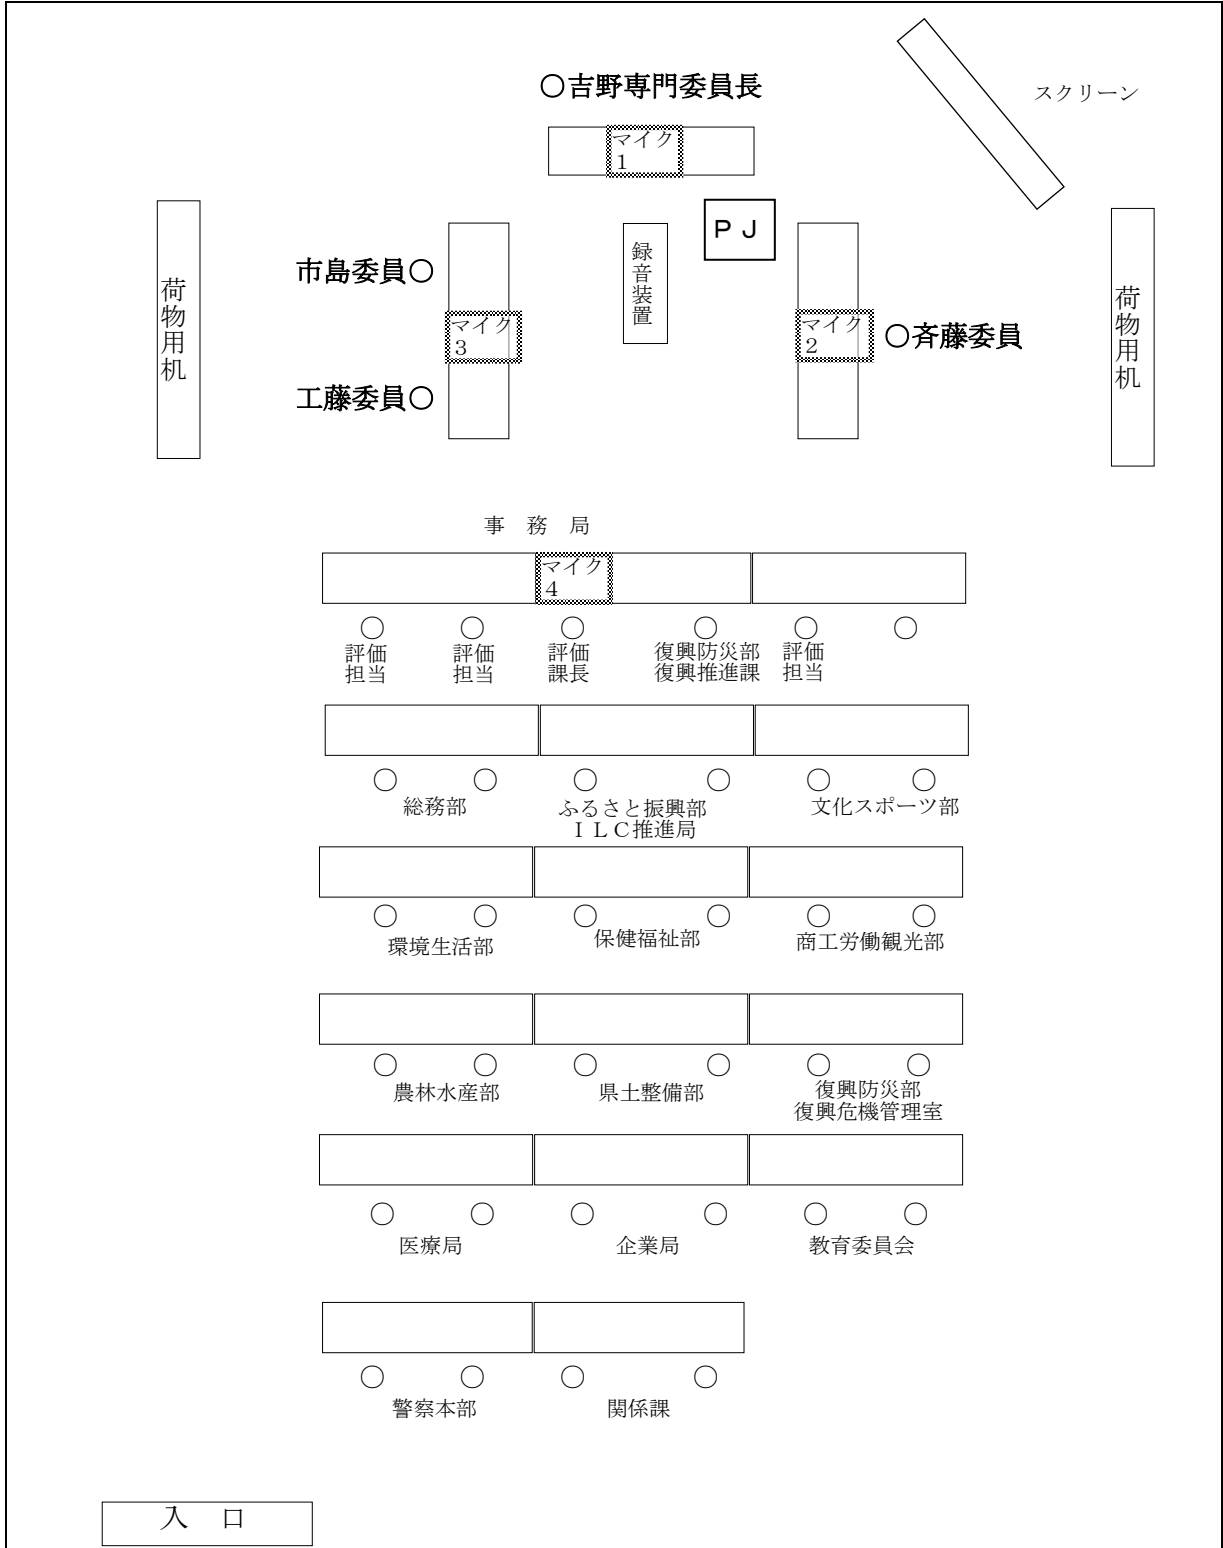 ○吉野専門委員長
スクリーン
マイク
1
ＰＪ
録音装置
市島委員○
荷物用机
荷物用机
マイク
3
マイク
2
○斉藤委員
工藤委員○
事　務　局
マイク
4
評価
担当
評価
担当
評価
課長
復興防災部
復興推進課
評価
担当
総務部
ふるさと振興部
ＩＬＣ推進局
文化スポーツ部
環境生活部
保健福祉部
商工労働観光部
農林水産部
県土整備部
復興防災部
復興危機管理室
医療局
企業局
教育委員会
警察本部
関係課
入　口